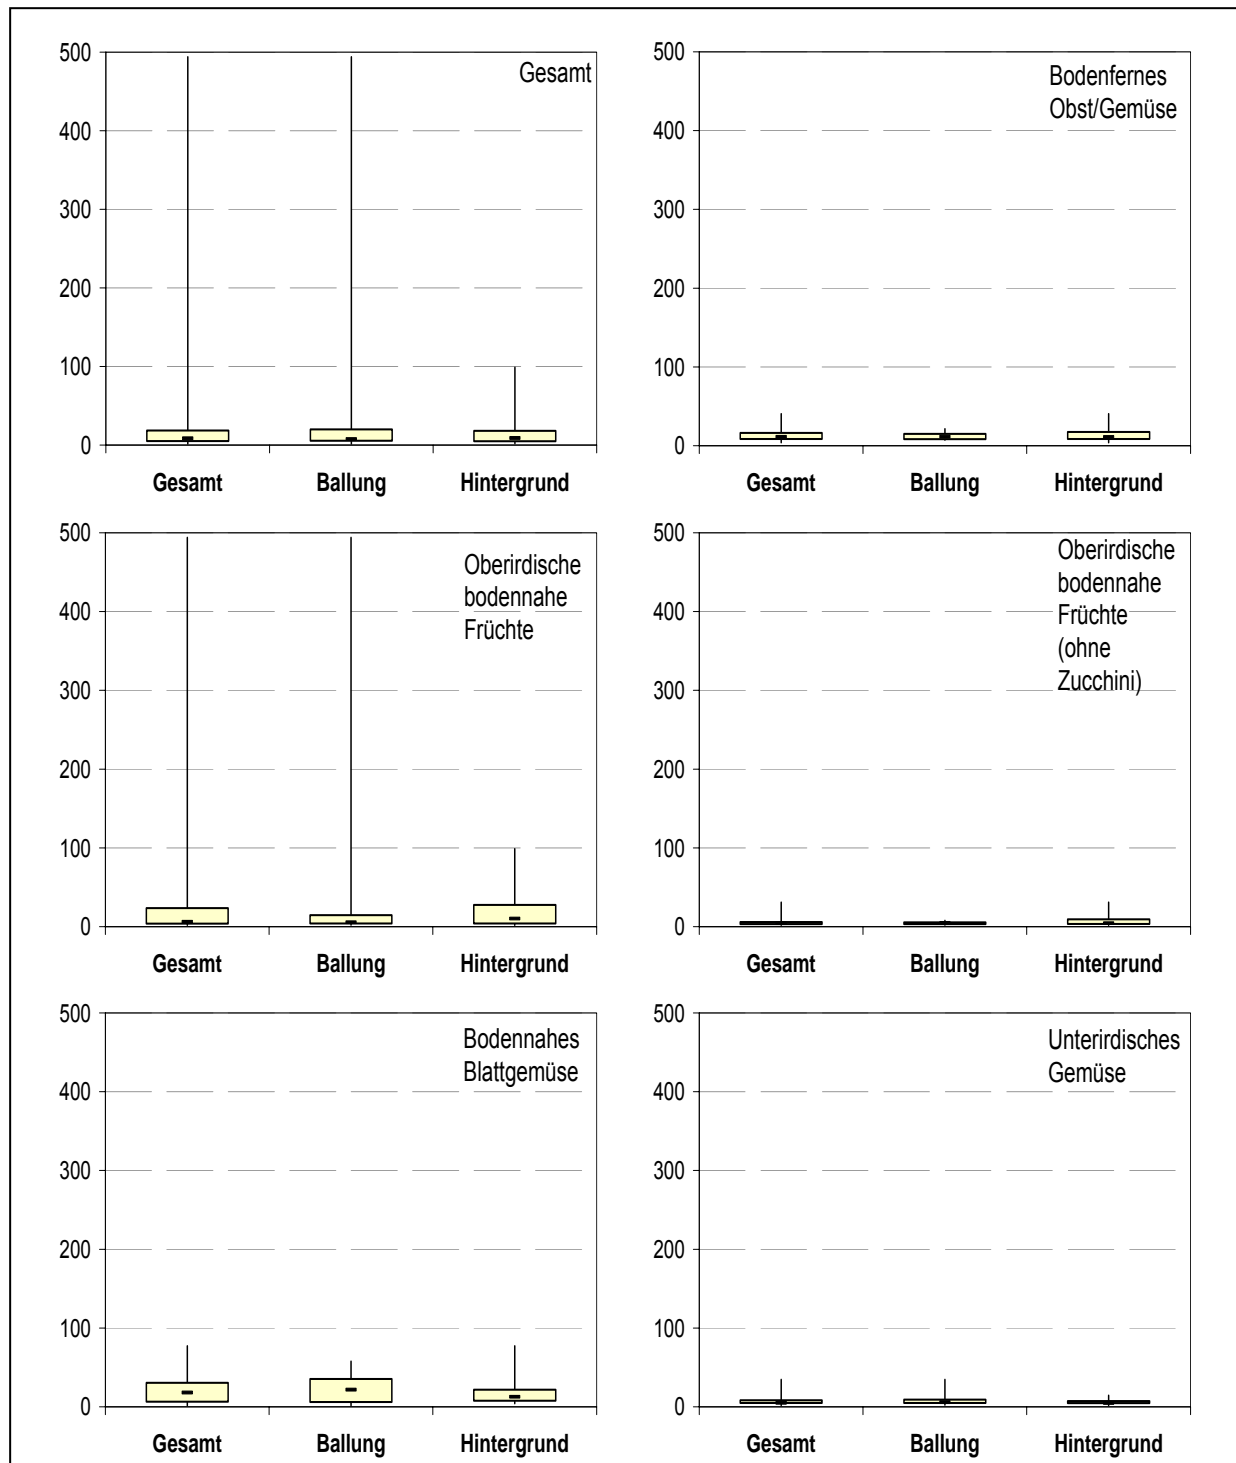 500
400
300
200
100
0
Gesamt
Gesamt Ballung Hintergrund
500
400
300
200
100
0
Bodenfernes
Obst/Gemüse
Gesamt Ballung Hintergrund
500
400
300
200
100
0
Oberirdische
bodennahe
Früchte
Gesamt Ballung Hintergrund
500
400
300
200
100
0
Oberirdische
bodennahe
Früchte
(ohne
Zucchini)
Gesamt Ballung Hintergrund
500
400
300
200
100
0
Bodennahes
Blattgemüse
Gesamt Ballung Hintergrund
500
400
300
200
100
0
Unterirdisches
Gemüse
Gesamt Ballung Hintergrund